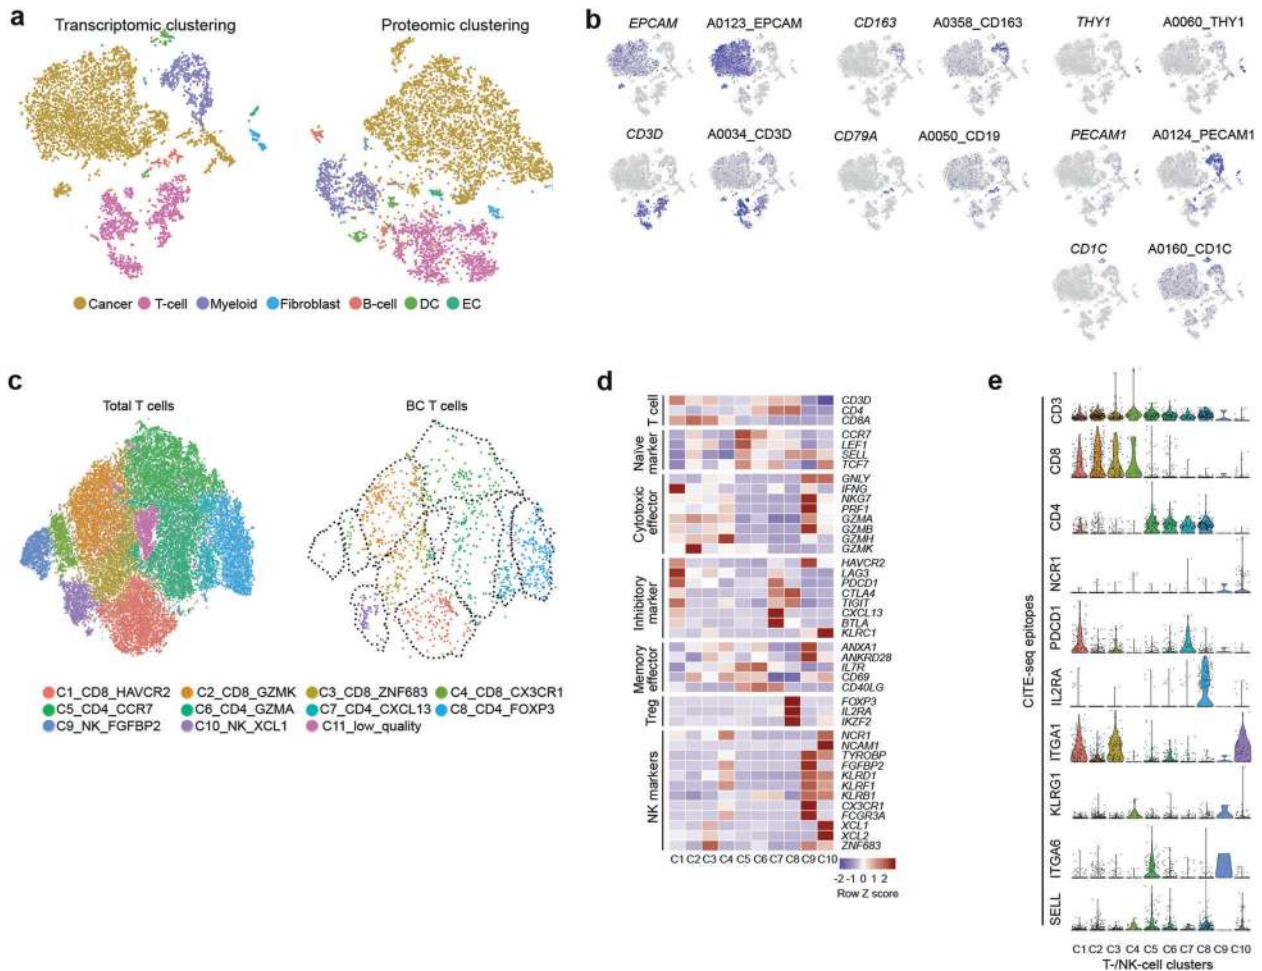 a
Transcriptomic clustering
Proteomic clustering
Cancer T-cell Myeloid Fibroblast B-cell DC EC
b
EPCAM A0123_EPCAM CD163 A0358_CD163 THY1 A0060_THY1
CD3D A0034_CD3D CD79A A0050_CD19 PECAM1 A0124_PECAM1
CD1C A0160_CD1C
c
Total T cells
BC T cells
C1_CD8_HAVCR2 C2_CD8_GZMK C3_CD8_ZNF683 C4_CD8_CX3CR1
C5_CD4_CCR7 C6_CD4_GZMA C7_CD4_CXCL13 C8_CD4_FOXP3
C9_NK_FGFBP2 C10_NK_XCL1 C11_low_quality
d
T cell
CD3D
CD4
CD8A
Naïve
marker
CCR7
LEF1
SELL
TCF7
Cytotoxic
effector
GNLY
IFNG
NKG7
PRF1
GZMA
GZMB
GZMH
GZMK
Inhibitory
marker
HAVCR2
LAG3
PDCD1
CTLA4
TIGIT
CXCL13
BTLA
KLRC1
Memory
effector
ANXA1
ANKRD28
IL7R
CD69
CD40LG
Treg
FOXP3
IL2RA
IKZF2
NK markers
NCR1
NCAM1
TYROBP
FGFBP2
KLRD1
KLRF1
KLRB1
CX3CR1
FCGR3A
XCL1
XCL2
ZNF683
C1 C2 C3 C4 C5 C6 C7 C8 C9 C10
-2 -1 0 1 2
Row Z score
e
CITE-seq epitopes
CD3
CD8
CD4
NCR1
PDCD1
IL2RA
ITGA1
KLRG1
ITGA6
SELL
C1 C2 C3 C4 C5 C6 C7 C8 C9 C10
T-/NK-cell clusters